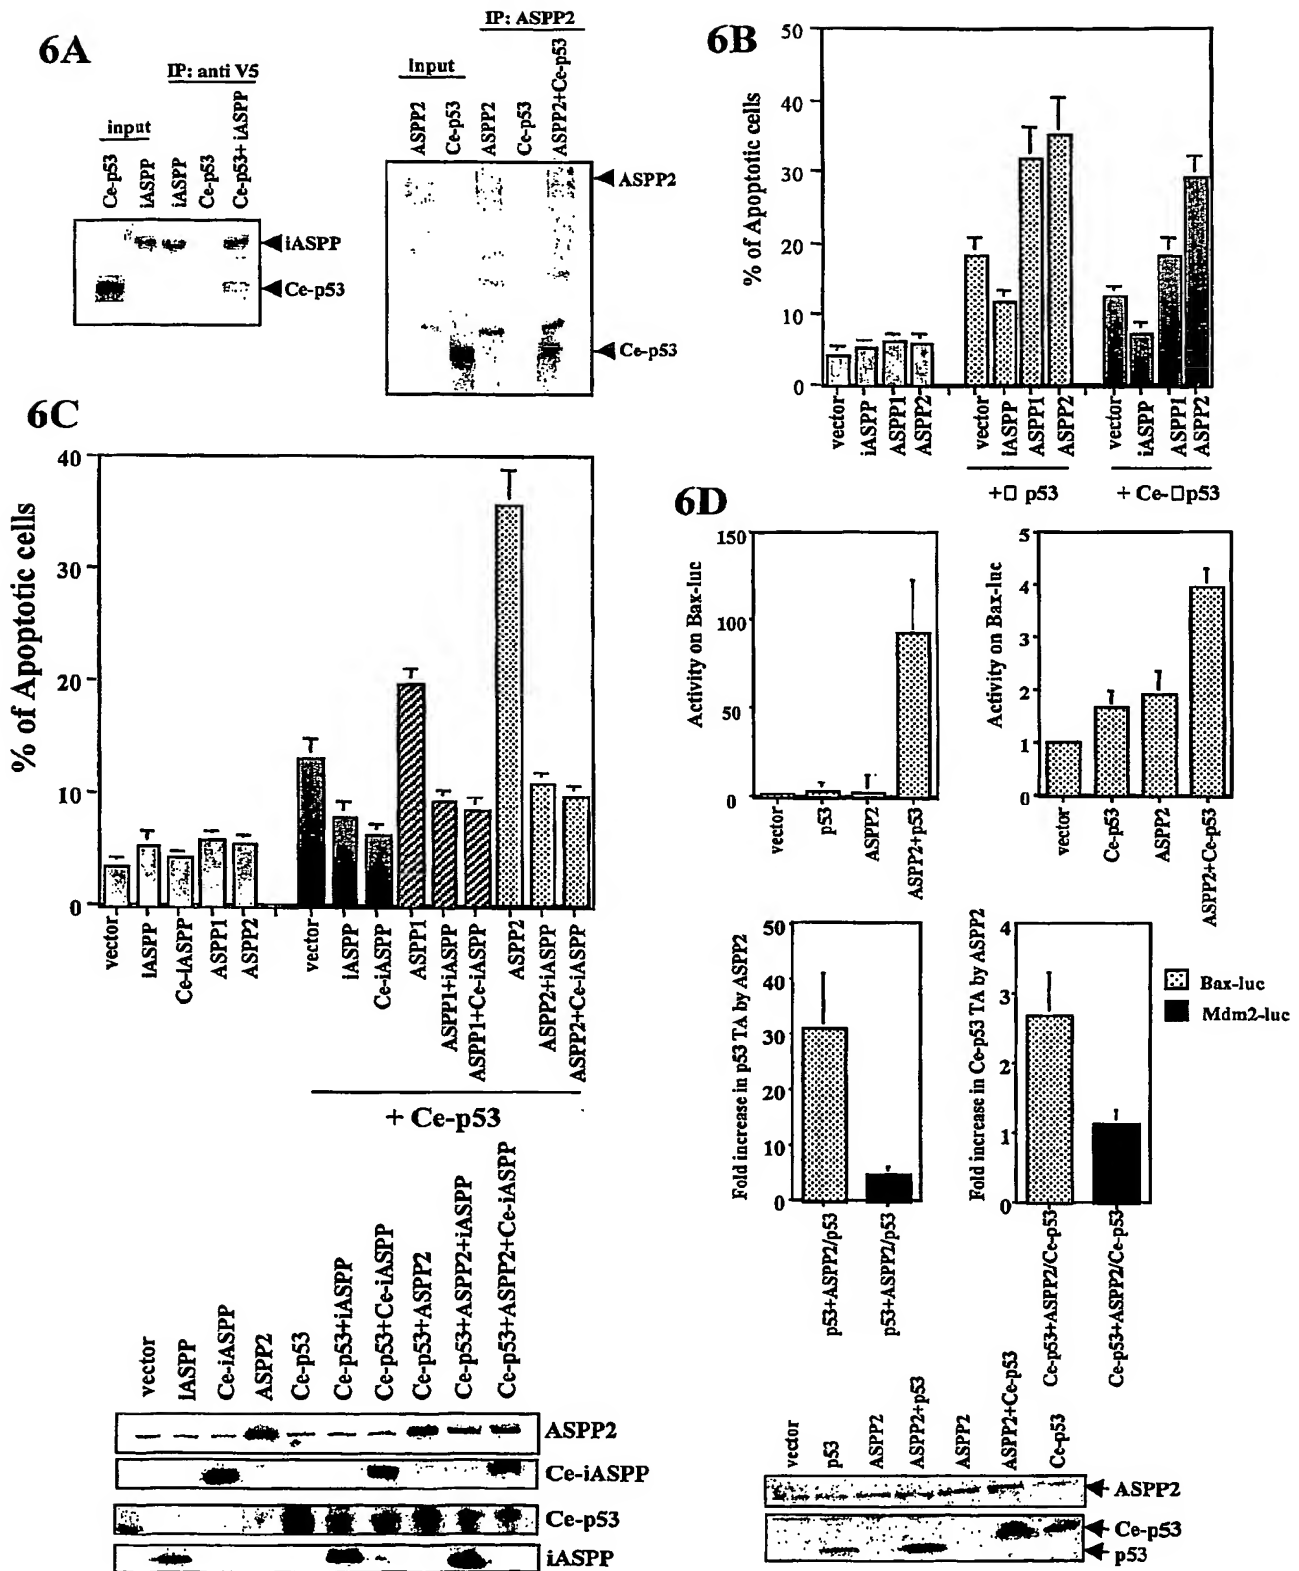 6A
IP: anti V5
input
Ce-p53
iASPP
iASPP
Ce-p53
Ce-p53+ iASPP
iASPP
Ce-p53
IP: ASPP2
Input
ASPP2
Ce-p53
ASPP2
Ce-p53
ASPP2+Ce-p53
ASPP2
Ce-p53
6B
% of Apoptotic cells
50
40
30
20
10
0
vector
iASPP
ASPP1
ASPP2
vector
iASPP
ASPP1
ASPP2
vector
iASPP
ASPP1
ASPP2
+□ p53
+ Ce-□p53
6C
% of Apoptotic cells
40
30
20
10
0
vector
iASPP
Ce-iASPP
ASPP1
ASPP2
vector
iASPP
Ce-iASPP
ASPP1
ASPP1+iASPP
ASPP1+Ce-iASPP
ASPP2
ASPP2+iASPP
ASPP2+Ce-iASPP
+ Ce-p53
vector
iASPP
Ce-iASPP
ASPP2
Ce-p53
Ce-p53+iASPP
Ce-p53+Ce-iASPP
Ce-p53+ASPP2
Ce-p53+ASPP2+iASPP
Ce-p53+ASPP2+Ce-iASPP
ASPP2
Ce-iASPP
Ce-p53
iASPP
6D
Activity on Bax-luc
150
100
50
0
vector
p53
ASPP2
ASPP2+p53
Activity on Bax-luc
5
4
3
2
1
0
vector
Ce-p53
ASPP2
ASPP2+Ce-p53
Fold increase in p53 TA by ASPP2
50
40
30
20
10
0
p53+ASPP2/p53
p53+ASPP2/p53
Fold increase in Ce-p53 TA by ASPP2
4
3
2
1
0
Ce-p53+ASPP2/Ce-p53
Ce-p53+ASPP2/Ce-p53
Bax-luc
Mdm2-luc
vector
p53
ASPP2
ASPP2+p53
ASPP2
ASPP2+Ce-p53
Ce-p53
ASPP2
Ce-p53
p53